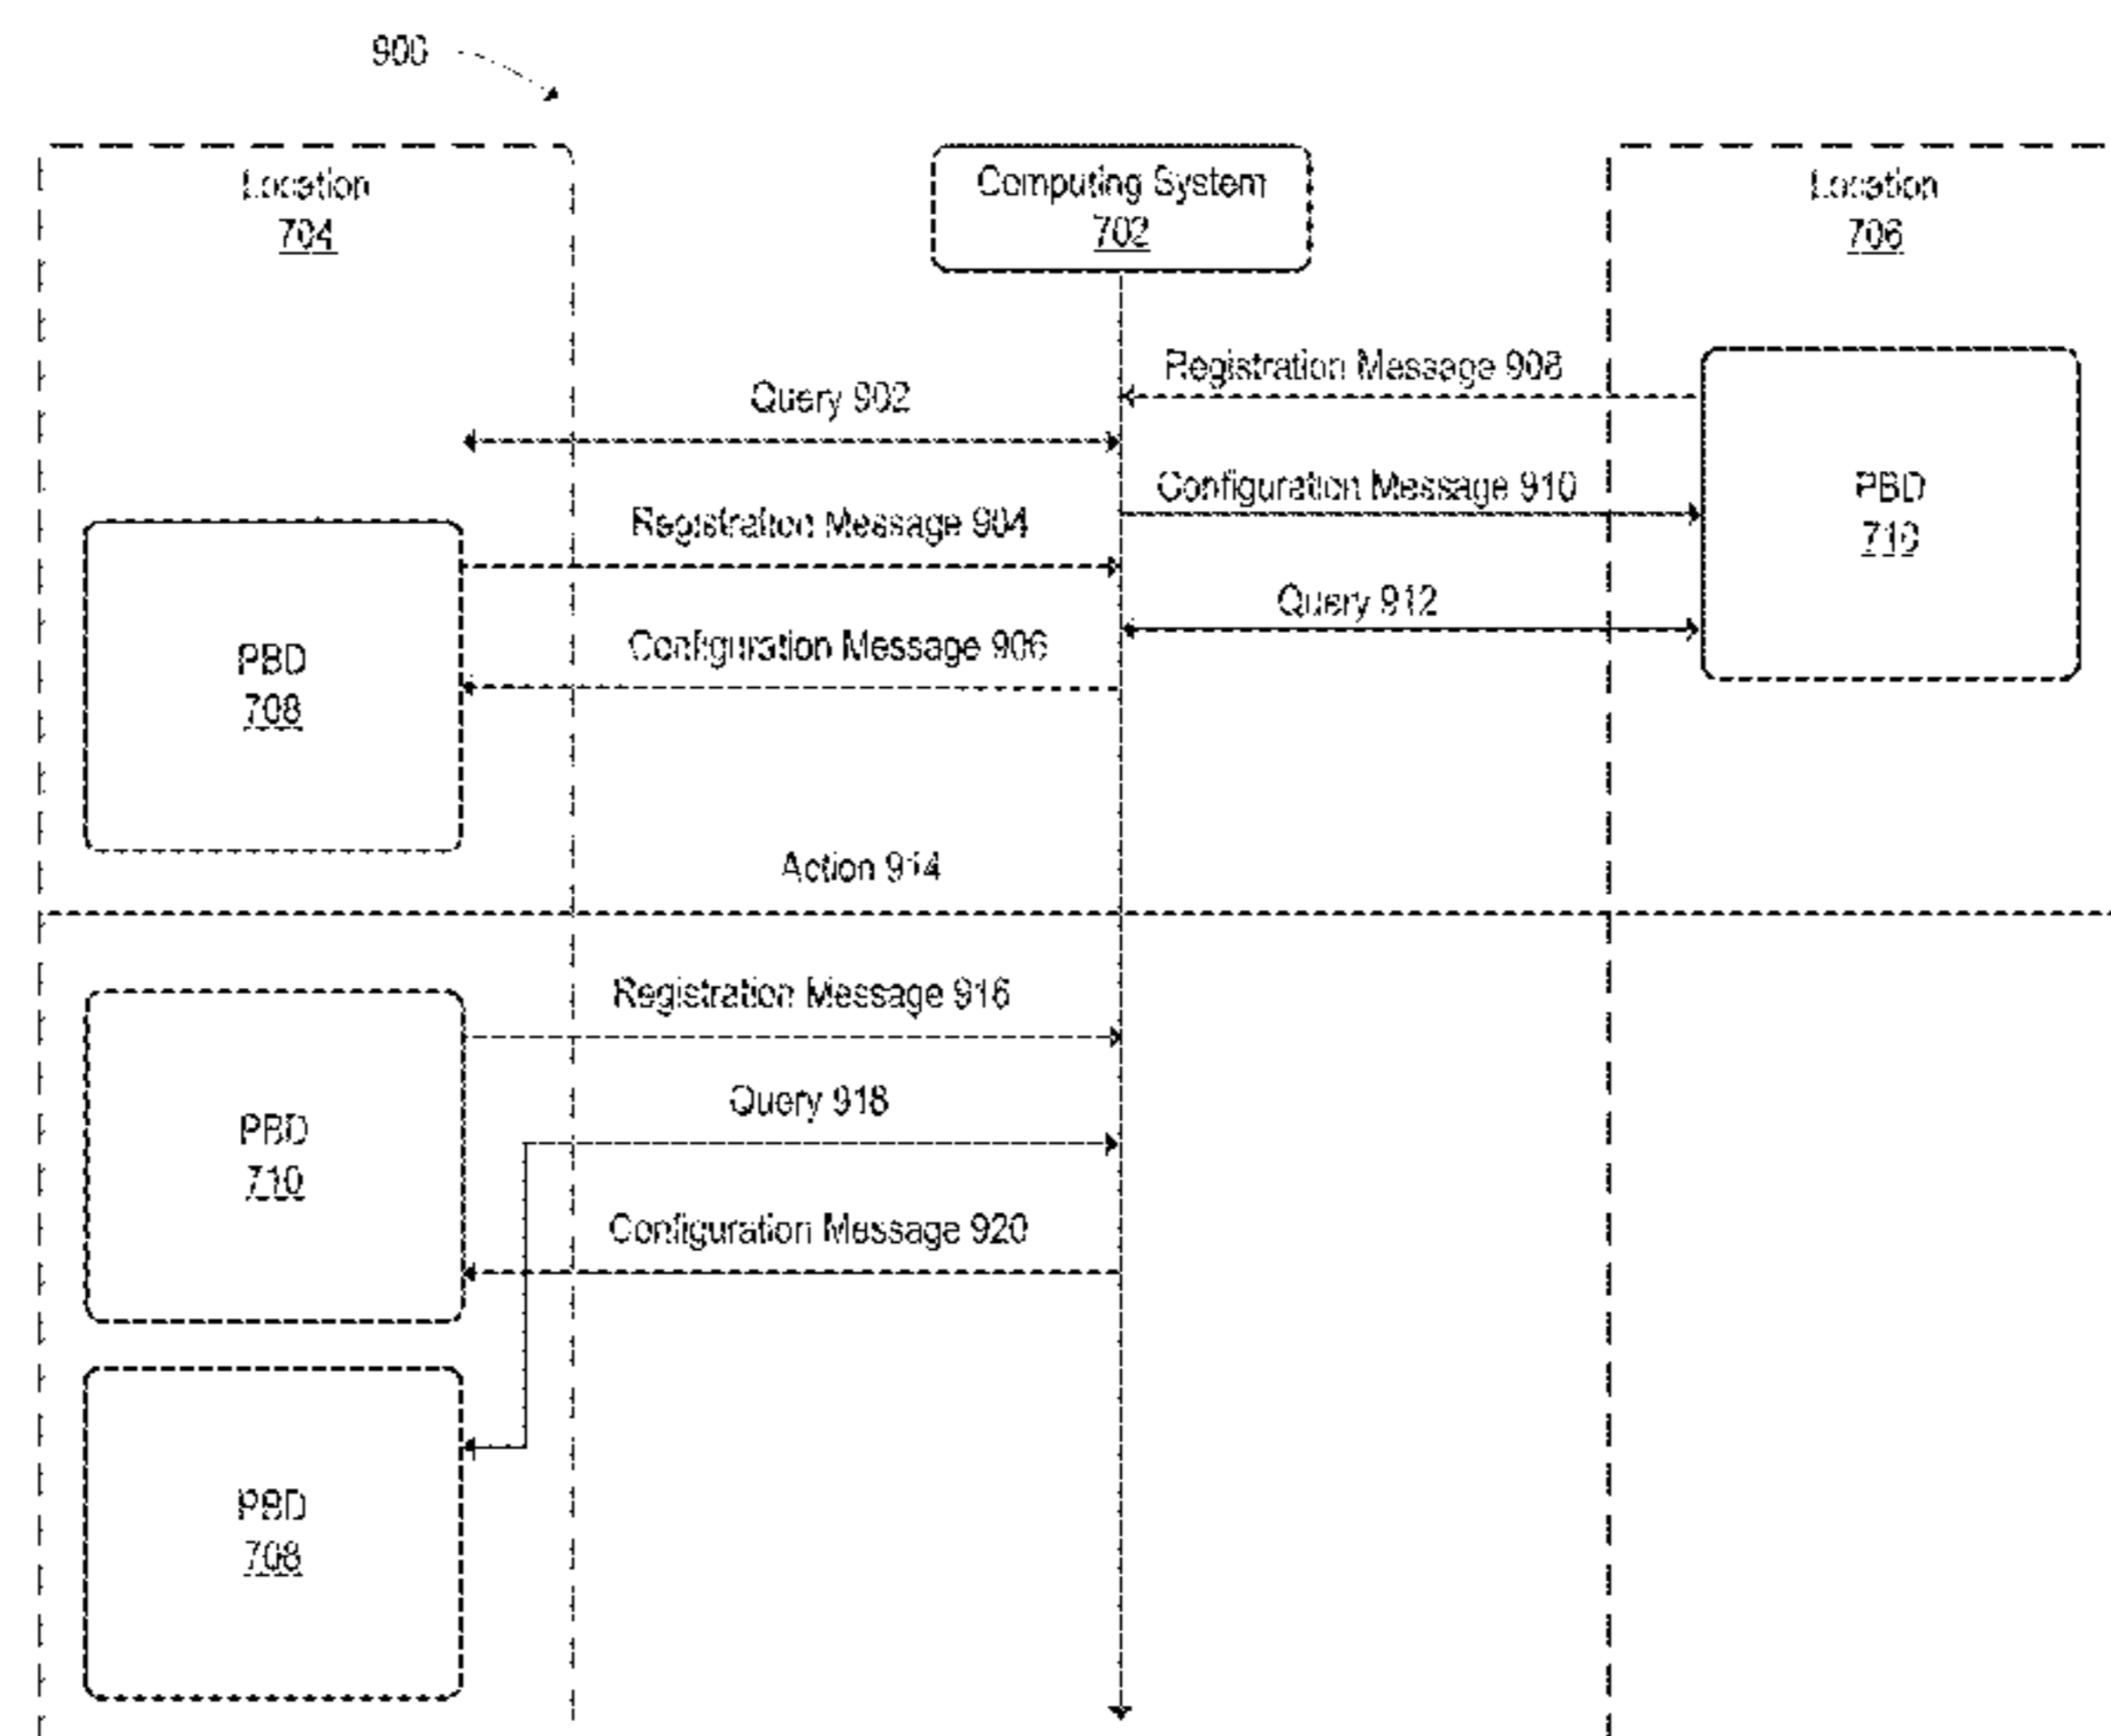 900
Location
704
Computing System
702
Location
706
Registration Message 908
Query 902
Configuration Message 910
PBD
710
Registration Message 904
Query 912
Configuration Message 906
PBD
708
Action 914
Registration Message 916
Query 918
PBD
710
Configuration Message 920
PBD
708